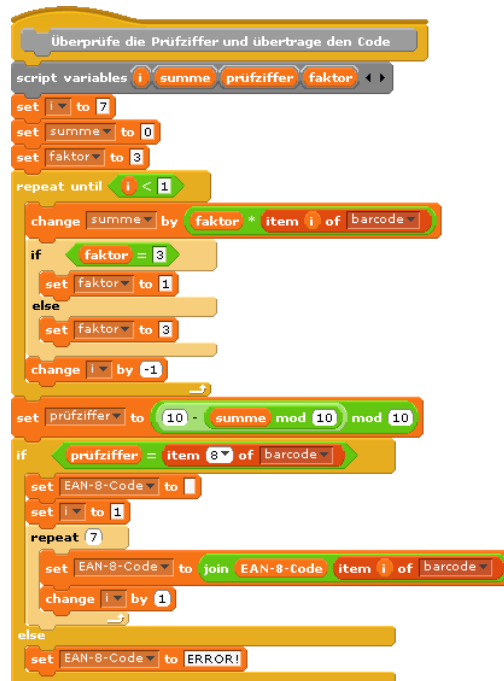 Überprüfe die Prüfziffer und übertrage den Code
script variables i summe prüfziffer faktor
set i to 7
set summe to 0
set faktor to 3
repeat until i < 1
change summe by faktor * item i of barcode
if faktor = 3
set faktor to 1
else
set faktor to 3
change i by -1
set prüfziffer to 10 - summe mod 10 mod 10
if prüfziffer = item 8 of barcode
set EAN-8-Code to
set i to 1
repeat 7
set EAN-8-Code to join EAN-8-Code item i of barcode
change i by 1
else
set EAN-8-Code to ERROR!